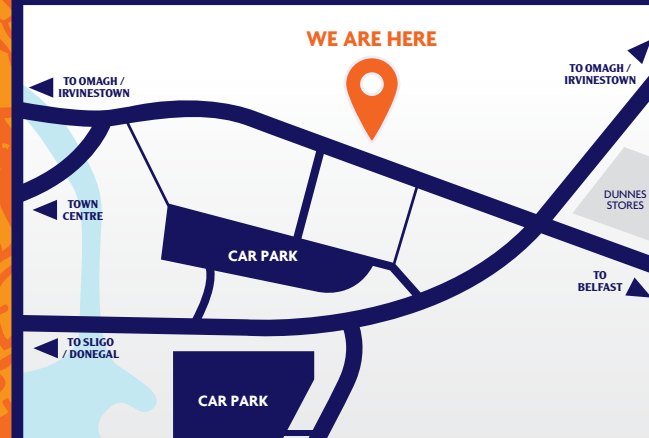 WE ARE HERE
TO OMAGH /
IRVINESTOWN
TO OMAGH /
IRVINESTOWN
DUNNES
STORES
TOWN
CENTRE
CAR PARK
TO
BELFAST
TO SLIGO
/ DONEGAL
CAR PARK